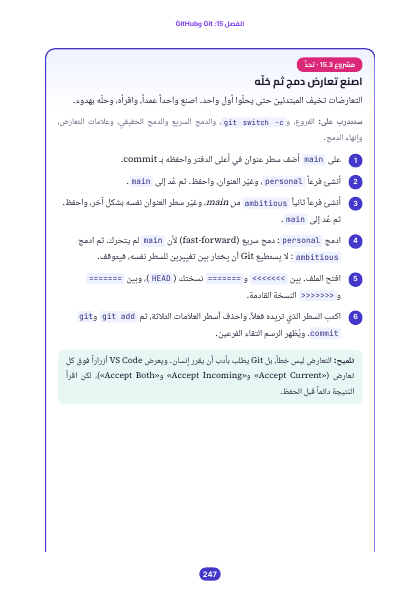 الفصل 15: Git وGitHub
مشروع 15.3 · تحدٍّ
اصنع تعارض دمج ثم حُلّه
التعارضات تخيف المبتدئين حتى يحلّوا أول واحد. اصنع واحداً عمداً، واقرأه، وحلّه بهدوء.
ستتدرب على: الفروع، و git switch -c، والدمج السريع والدمج الحقيقي، وعلامات التعارض،
وإنهاء الدمج.
1 على main أضف سطر عنوان في أعلى الدفتر واحفظه بـ commit.
2 أنشئ فرعاً personal، وغيّر العنوان، واحفظ. ثم عُد إلى main.
3 أنشئ فرعاً ثانياً ambitious من main، وغيّر سطر العنوان نفسه بشكل آخر، واحفظ.
ثم عُد إلى main.
4 ادمج personal: دمج سريع (fast-forward) لأن main لم يتحرك. ثم ادمج
ambitious: لا يستطيع Git أن يختار بين تغييرين للسطر نفسه، فيتوقف.
5 افتح الملف. بين <<<<<<< و ======= نسختك (HEAD)، وبين =======
و >>>>>>> النسخة القادمة.
6 اكتب السطر الذي تريده فعلاً، واحذف أسطر العلامات الثلاثة، ثم git add و git
commit. ويُظهر الرسم التقاء الفرعين.
تلميح: التعارض ليس خطأ، بل Git يطلب بأدب أن يقرر إنسان. ويعرض VS Code أزراراً فوق كل
تعارض («Accept Current» و«Accept Incoming» و«Accept Both»)، لكن اقرأ
النتيجة دائماً قبل الحفظ.
247